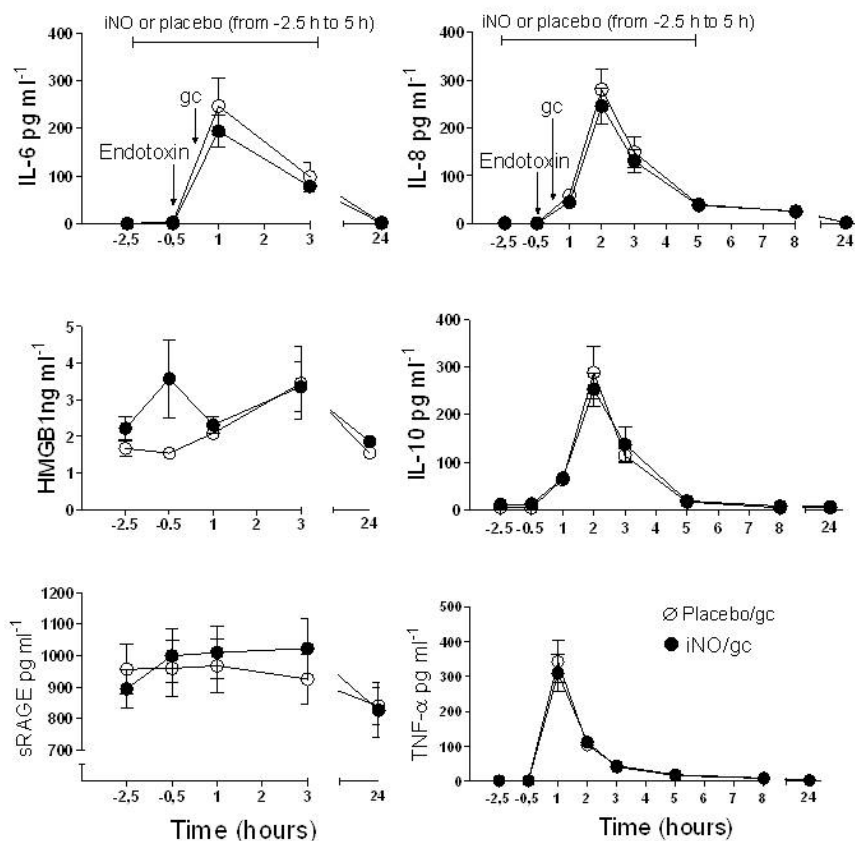 iNO or placebo (from -2.5 h to 5 h)
IL-6 pg ml⁻¹
400
300
200
100
0
gc
Endotoxin
-2,5 -0,5 1 2 3 24
iNO or placebo (from -2.5 h to 5 h)
IL-8 pg ml⁻¹
400
300
200
100
0
gc
Endotoxin
-2,5 -0,5 1 2 3 4 5 6 7 8 24
HMGB1ng ml⁻¹
5
4
3
2
1
0
-2,5 -0,5 1 3 24
IL-10 pg ml⁻¹
400
300
200
100
0
-2,5 -0,5 1 2 3 4 5 6 7 8 24
sRAGE pg ml⁻¹
1200
1100
1000
900
800
700
-2,5 -0,5 1 3 24
Time (hours)
TNF-α pg ml⁻¹
500
400
300
200
100
0
Placebo/gc
iNO/gc
-2,5 -0,5 1 2 3 5 8 24
Time (hours)